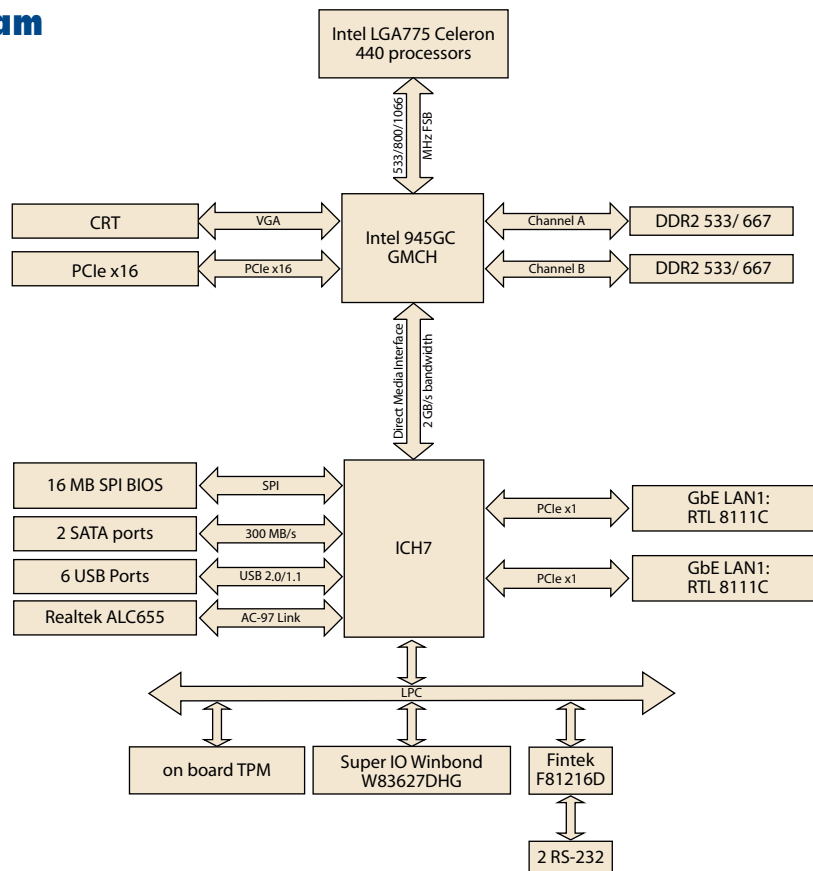 am
Intel LGA775 Celeron
440 processors
533/800/1066
MHz FSB
CRT
VGA
Intel 945GC
GMCH
Channel A
DDR2 533/ 667
PCIe x16
PCIe x16
Channel B
DDR2 533/ 667
Direct Media Interface
2 GB/s bandwidth
16 MB SPI BIOS
SPI
2 SATA ports
300 MB/s
6 USB Ports
USB 2.0/1.1
Realtek ALC655
AC-97 Link
ICH7
PCIe x1
GbE LAN1:
RTL 8111C
PCIe x1
GbE LAN1:
RTL 8111C
LPC
on board TPM
Super IO Winbond
W83627DHG
Fintek
F81216D
2 RS-232